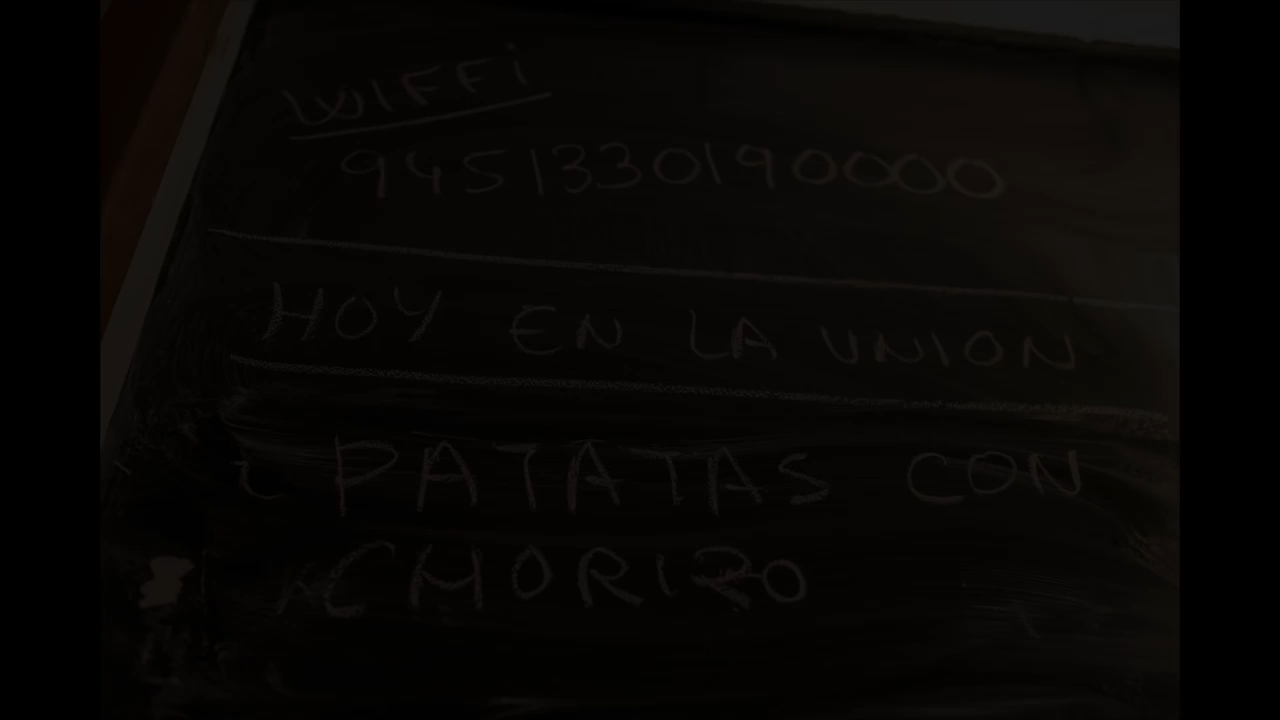 WIFFi
9451330190000
HOY EN LA UNION
PATATAS CON
CHORIZO